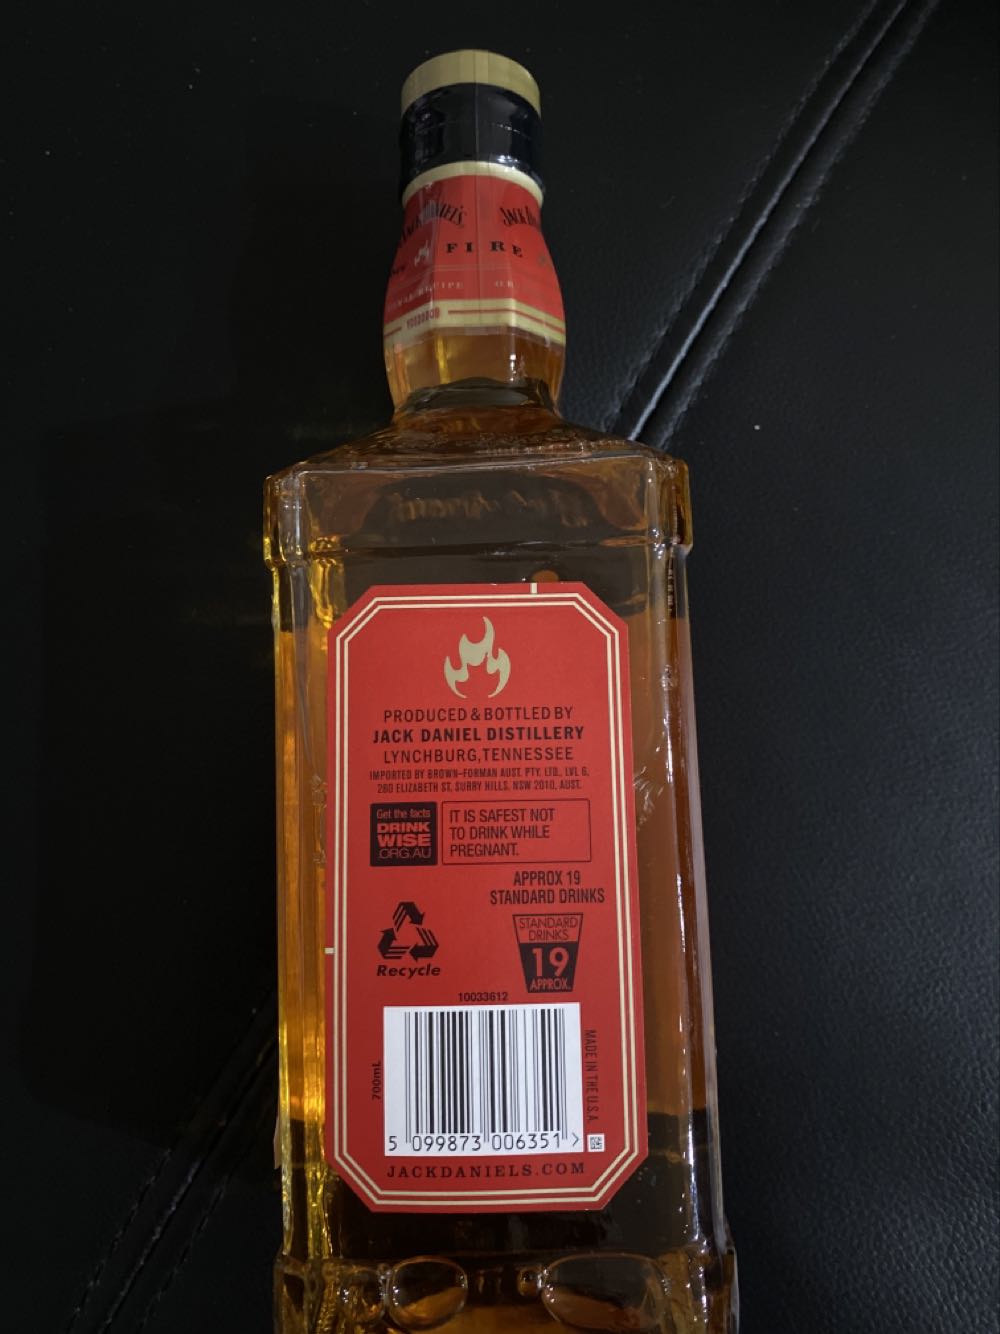 JACK DANIEL'S
FIRE
PRODUCED & BOTTLED BY
JACK DANIEL DISTILLERY
LYNCHBURG, TENNESSEE
IMPORTED BY BROWN-FORMAN AUST. PTY. LTD., LVL 6,
280 ELIZABETH ST, SURRY HILLS, NSW 2010, AUST.
Get the facts
DRINK
WISE
.ORG.AU
IT IS SAFEST NOT
TO DRINK WHILE
PREGNANT.
APPROX 19
STANDARD DRINKS
STANDARD
DRINKS
19
APPROX.
Recycle
10033612
700mL
MADE IN THE U.S.A.
5 099873 006351 >
JACKDANIELS.COM